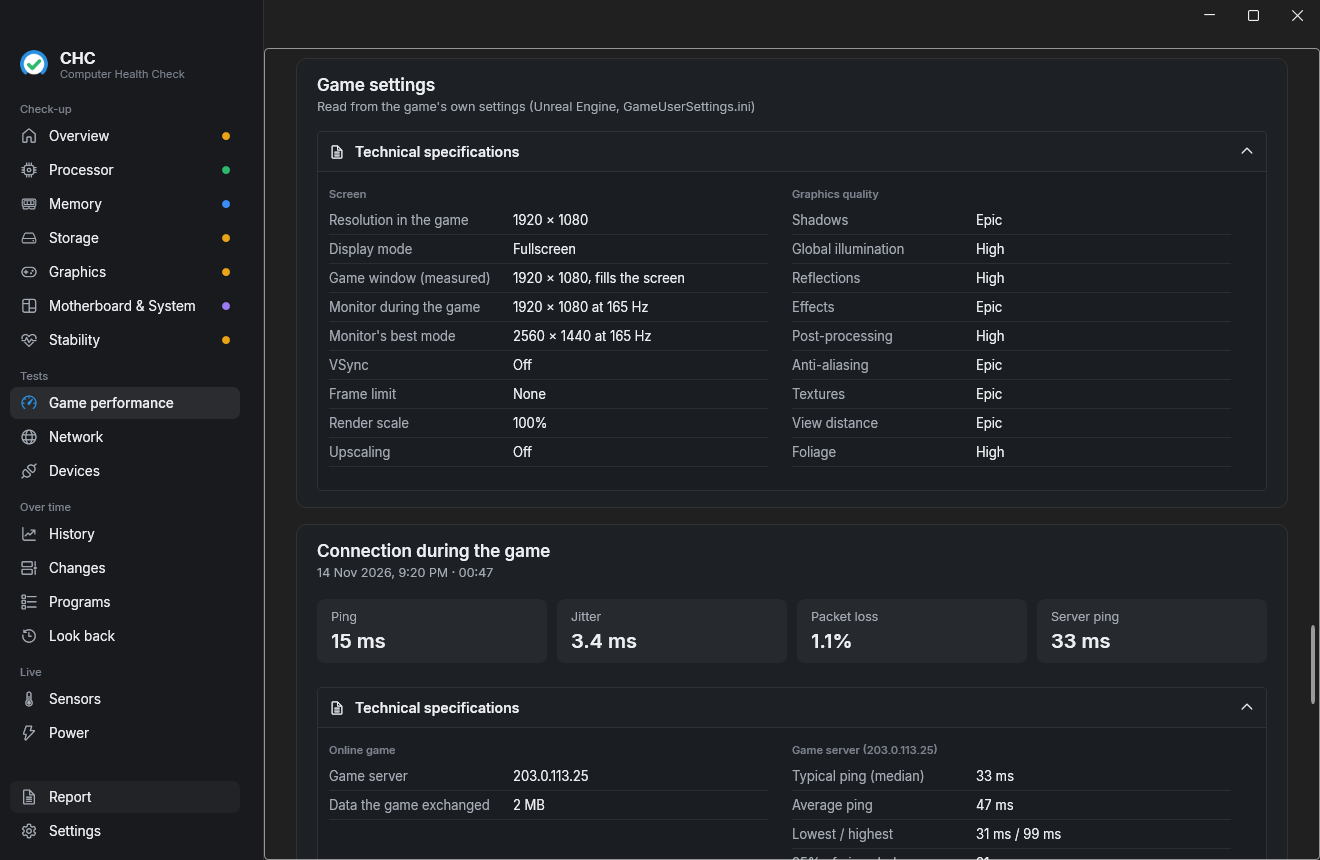 CHC
Computer Health Check
Check-up
Overview
Processor
Memory
Storage
Graphics
Motherboard & System
Stability
Tests
Game performance
Network
Devices
Over time
History
Changes
Programs
Look back
Live
Sensors
Power
Report
Settings
Game settings
Read from the game's own settings (Unreal Engine, GameUserSettings.ini)
Technical specifications
Screen
Resolution in the game 1920 × 1080
Display mode Fullscreen
Game window (measured) 1920 × 1080, fills the screen
Monitor during the game 1920 × 1080 at 165 Hz
Monitor's best mode 2560 × 1440 at 165 Hz
VSync Off
Frame limit None
Render scale 100%
Upscaling Off
Graphics quality
Shadows Epic
Global illumination High
Reflections High
Effects Epic
Post-processing High
Anti-aliasing Epic
Textures Epic
View distance Epic
Foliage High
Connection during the game
14 Nov 2026, 9:20 PM · 00:47
Ping
15 ms
Jitter
3.4 ms
Packet loss
1.1%
Server ping
33 ms
Technical specifications
Online game
Game server 203.0.113.25
Data the game exchanged 2 MB
Game server (203.0.113.25)
Typical ping (median) 33 ms
Average ping 47 ms
Lowest / highest 31 ms / 99 ms